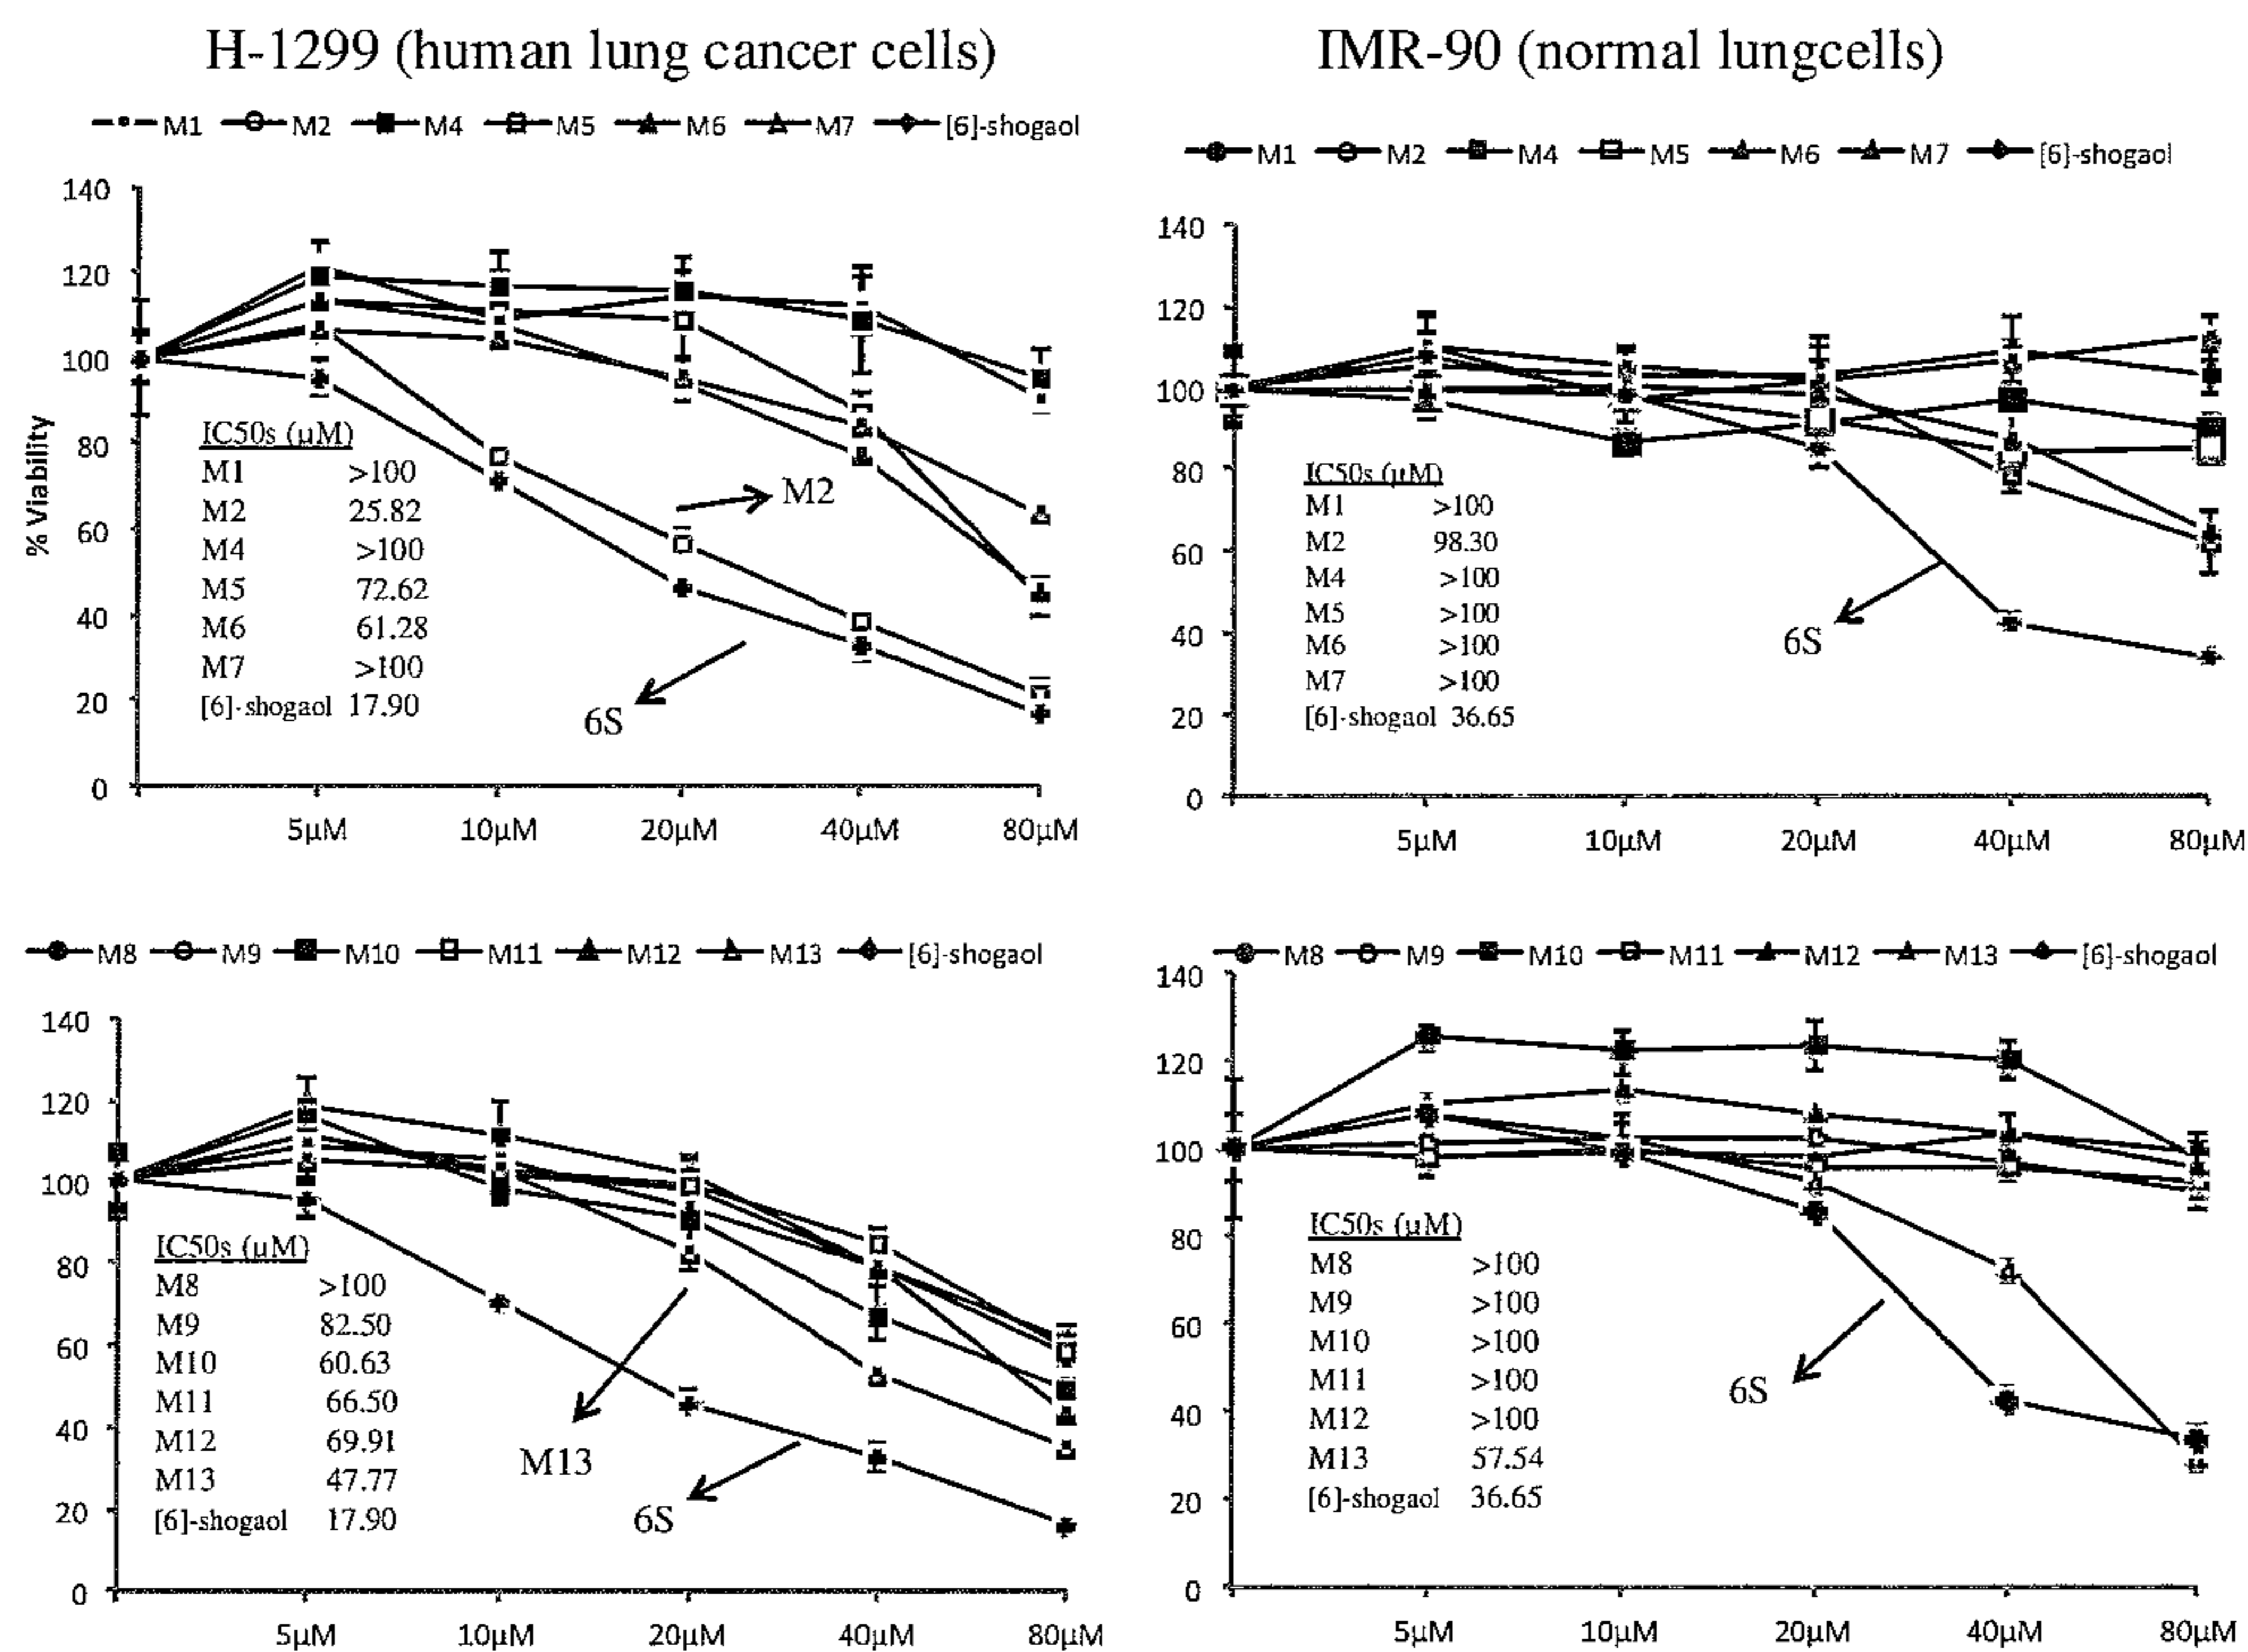 H-1299 (human lung cancer cells)
IMR-90 (normal lungcells)
M1 M2 M4 M5 M6 M7 [6]-shogaol
140
120
100
80
60
40
20
0
% Viability
IC50s (µM)
M1 >100
M2 25.82
M4 >100
M5 72.62
M6 61.28
M7 >100
[6]-shogaol 17.90
M2
6S
5µM 10µM 20µM 40µM 80µM
M1 M2 M4 M5 M6 M7 [6]-shogaol
140
120
100
80
60
40
20
0
IC50s (µM)
M1 >100
M2 98.30
M4 >100
M5 >100
M6 >100
M7 >100
[6]-shogaol 36.65
6S
5µM 10µM 20µM 40µM 80µM
M8 M9 M10 M11 M12 M13 [6]-shogaol
140
120
100
80
60
40
20
0
IC50s (µM)
M8 >100
M9 82.50
M10 60.63
M11 66.50
M12 69.91
M13 47.77
[6]-shogaol 17.90
M13
6S
5µM 10µM 20µM 40µM 80µM
M8 M9 M10 M11 M12 M13 [6]-shogaol
140
120
100
80
60
40
20
0
IC50s (µM)
M8 >100
M9 >100
M10 >100
M11 >100
M12 >100
M13 57.54
[6]-shogaol 36.65
6S
5µM 10µM 20µM 40µM 80µM